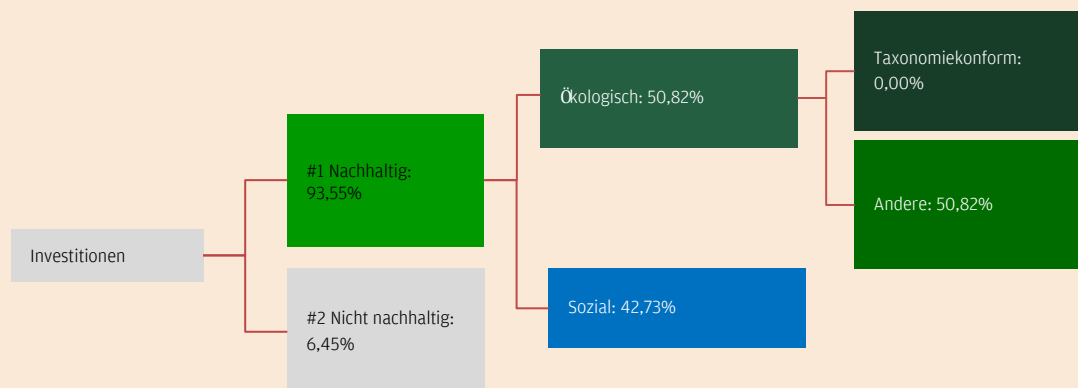 Investitionen
#1 Nachhaltig:
93,55%
#2 Nicht nachhaltig:
6,45%
Ökologisch: 50,82%
Sozial: 42,73%
Taxonomiekonform:
0,00%
Andere: 50,82%